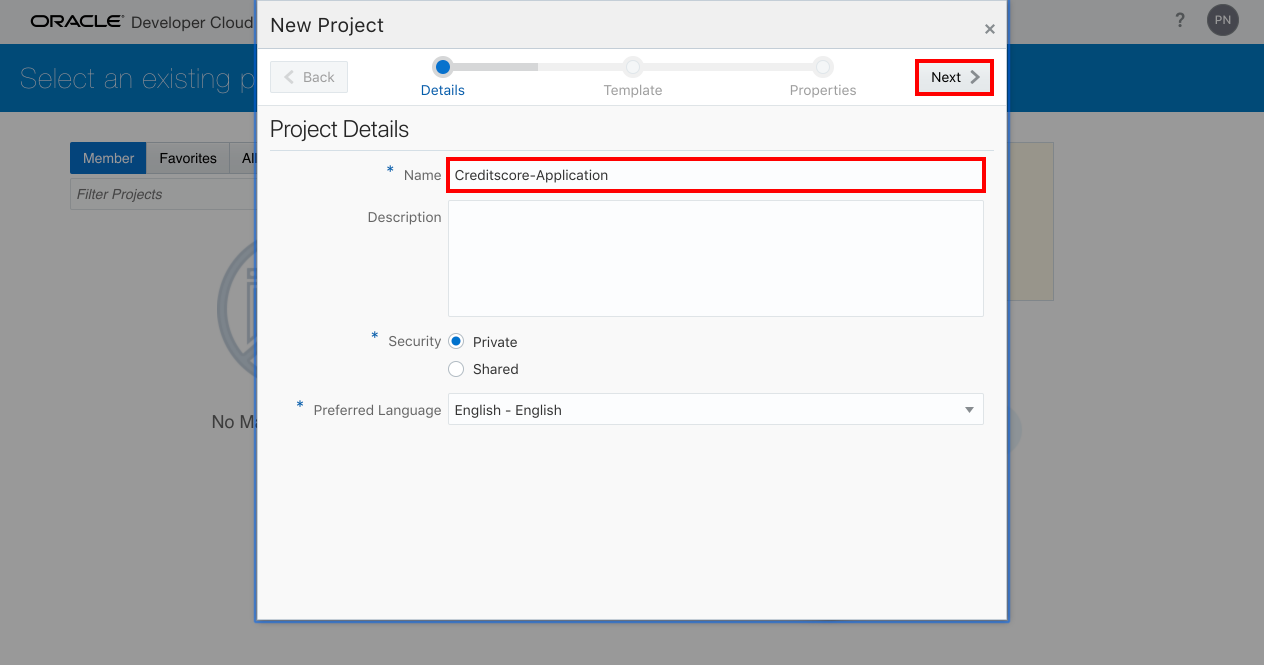 ORACLE® Developer Cloud
?
PN
Select an existing p
Member
Favorites
All
Filter Projects
No Ma
New Project
×
Back
Details
Template
Properties
Next
Project Details
* Name Creditscore-Application
Description
* Security Private
Shared
* Preferred Language English - English